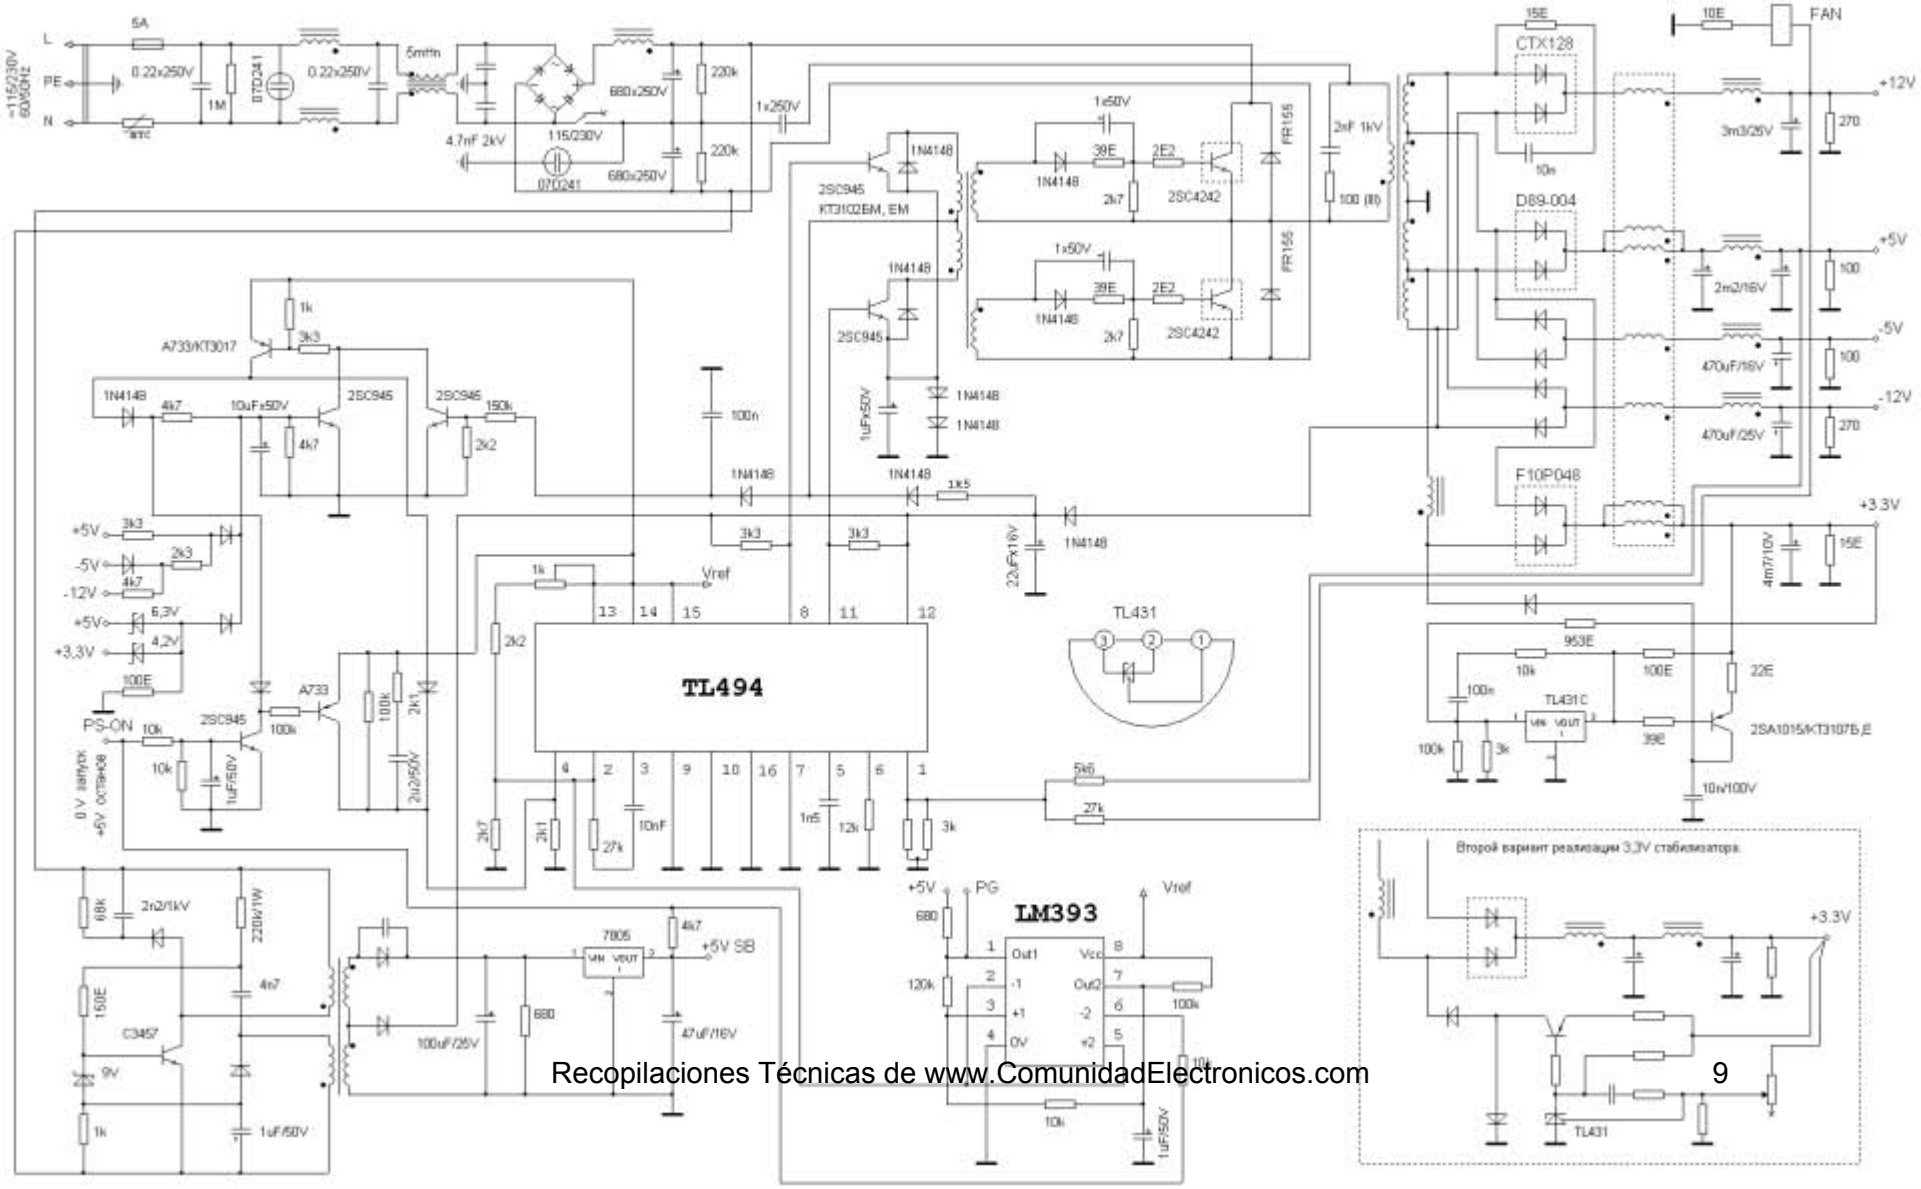 5A
L
~115/230V
60/50Hz
PE
N
0.22x250V
1M
07D241
0.22x250V
5mHn
4.7nF 2kV
115/230V
07D241
680x250V
680x250V
220k
220k
1x250V
2SC945
KT3102БM, EM
1N4148
1x50V
39E
2E2
1N4148
2k7
2SC4242
FR155
2nF 1kV
100 (III)
1N4148
2SC945
1x50V
39E
2E2
1N4148
2k7
2SC4242
FR155
15E
CTX128
10n
10E
FAN
+12V
3m3/25V
270
D89-004
+5V
2m2/16V
100
-5V
470uF/16V
100
-12V
470uF/25V
270
F10P048
+3.3V
4m7/10V
15E
1k
3k3
A733/KT3017
1N4148
4k7
10uFx50V
2SC945
4k7
2SC945
150k
2k2
100n
1uFx50V
1N4148
1N4148
1N4148
1N4148
1k5
+5V
3k3
-5V
2k3
-12V
4k7
+5V
6,3V
+3,3V
4,2V
100E
PS-ON
10k
0 V запуск
+5V останов
10k
2SC945
1uF/50V
100k
A733
100k
2k1
2u2/50V
1k
Vref
2k2
3k3
3k3
22uFx16V
1N4148
13 14 15 8 11 12
TL494
4 2 3 9 10 16 7 5 6 1
2k7
2k1
27k
10nF
1n5
12k
3k
5k6
27k
TL431
3 2 1
953E
10k
100E
22E
100n
TL431C
VIN VOUT
1
2
100k
3k
39E
2SA1015/KT3107Б,E
10n/100V
68k
2n2/1kV
220k/1W
150E
4n7
C3457
9V
1k
1uF/50V
100uF/25V
680
7805
VIN VOUT
4k7
+5V SB
47uF/16V
+5V
PG
Vref
680
120k
LM393
1 Out1 Vcc 8
2 -1 Out2 7
3 +1 -2 6
4 0V +2 5
100k
10k
10k
1uF/50V
Второй вариант реализации 3,3V стабилизатора.
+3.3V
TL431
Recopilaciones Técnicas de www.ComunidadElectronicos.com
9